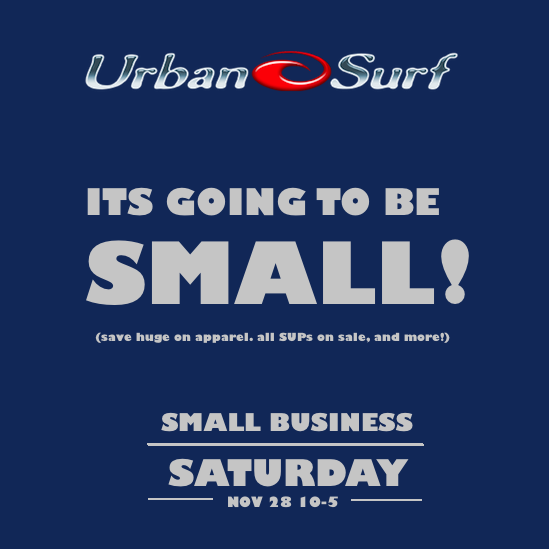 Urban Surf
ITS GOING TO BE
SMALL!
(save huge on apparel. all SUPs on sale, and more!)
SMALL BUSINESS
SATURDAY
NOV 28 10-5